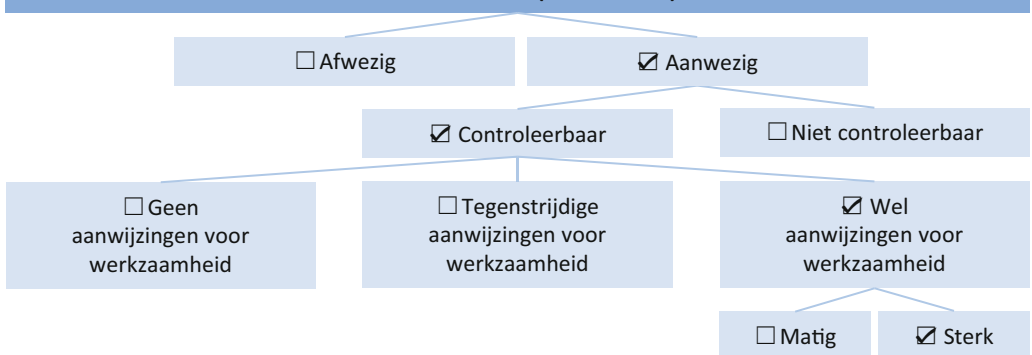 ☐ Afwezig
☑ Aanwezig
☑ Controleerbaar
☐ Niet controleerbaar
☐ Geen
aanwijzingen voor
werkzaamheid
☐ Tegenstrijdige
aanwijzingen voor
werkzaamheid
☑ Wel
aanwijzingen voor
werkzaamheid
☐ Matig
☑ Sterk